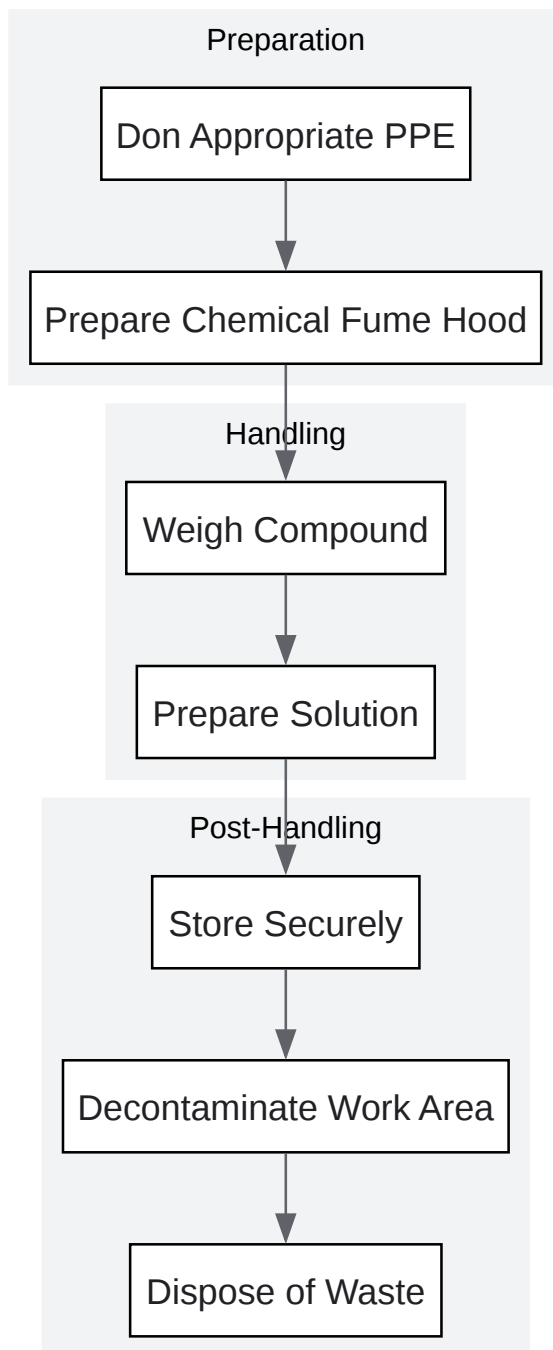 Preparation
Don Appropriate PPE
Prepare Chemical Fume Hood
Handling
Weigh Compound
Prepare Solution
Post-Handling
Store Securely
Decontaminate Work Area
Dispose of Waste